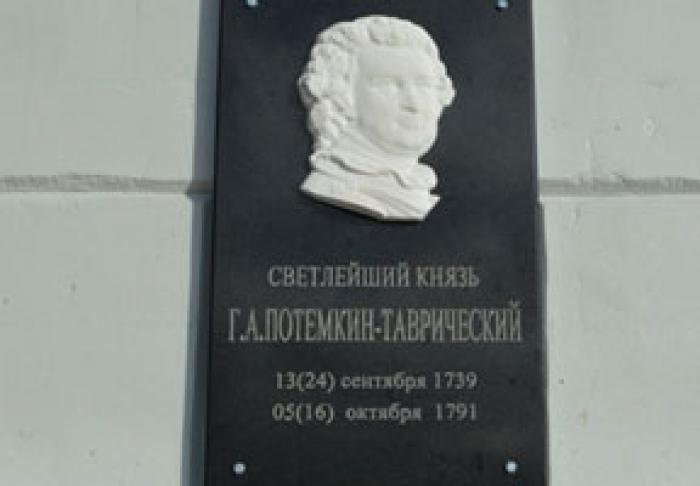 СВЕТЛЕЙШИЙ КНЯЗЬ
Г.А.ПОТЕМКИН-ТАВРИЧЕСКИЙ
13(24) сентября 1739
05(16) октября 1791